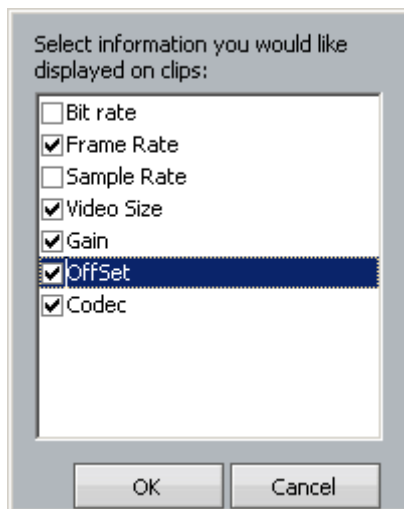 Select information you would like
displayed on clips:
Bit rate
Frame Rate
Sample Rate
Video Size
Gain
OffSet
Codec
OK Cancel